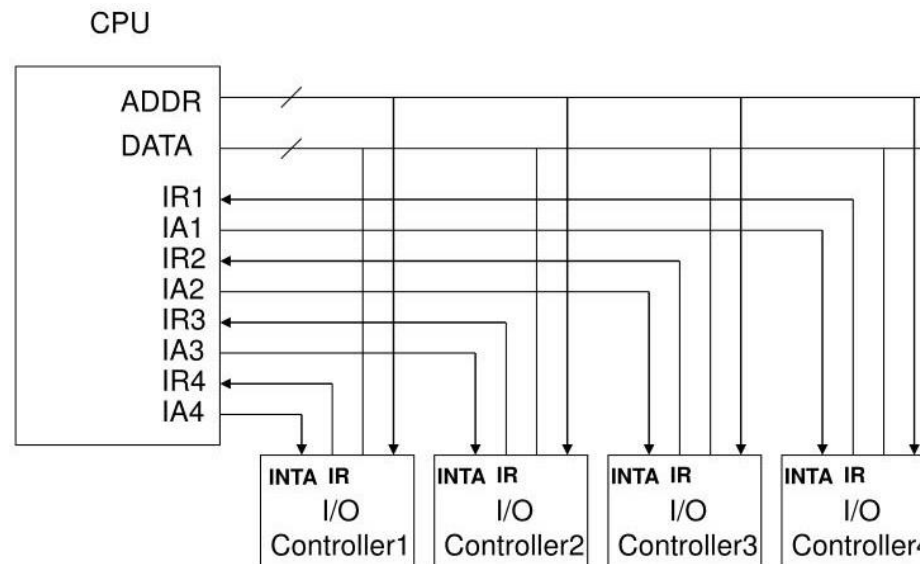 CPU
ADDR
DATA
IR1
IA1
IR2
IA2
IR3
IA3
IR4
IA4
INTA IR
I/O
Controller1
INTA IR
I/O
Controller2
INTA IR
I/O
Controller3
INTA IR
I/O
Controller4